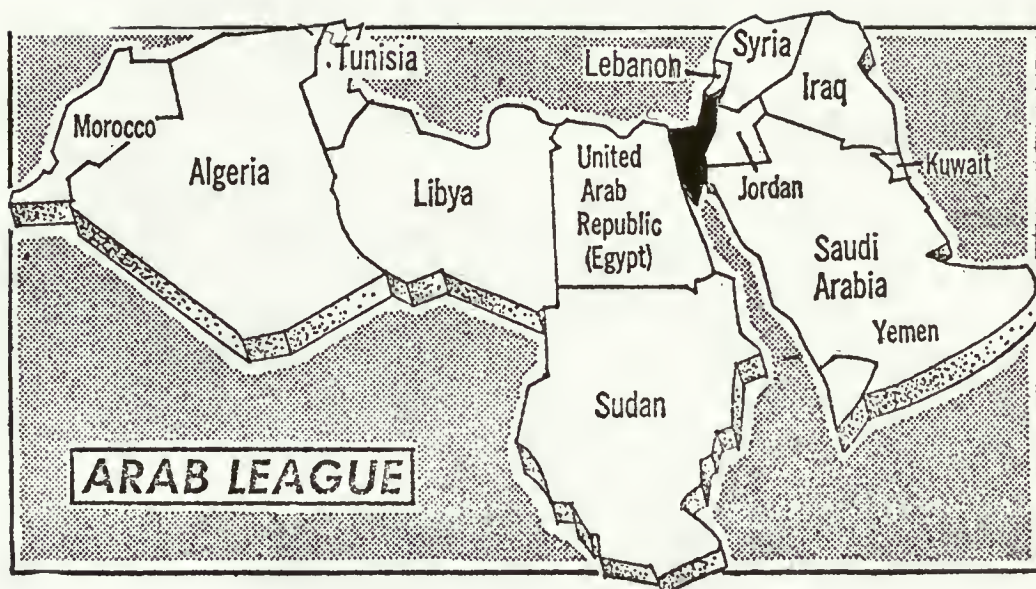 Tunisia
Syria
Lebanon
Iraq
Morocco
Algeria
Libya
United
Arab
Republic
(Egypt)
Jordan
Kuwait
Saudi
Arabia
Yemen
Sudan
ARAB LEAGUE